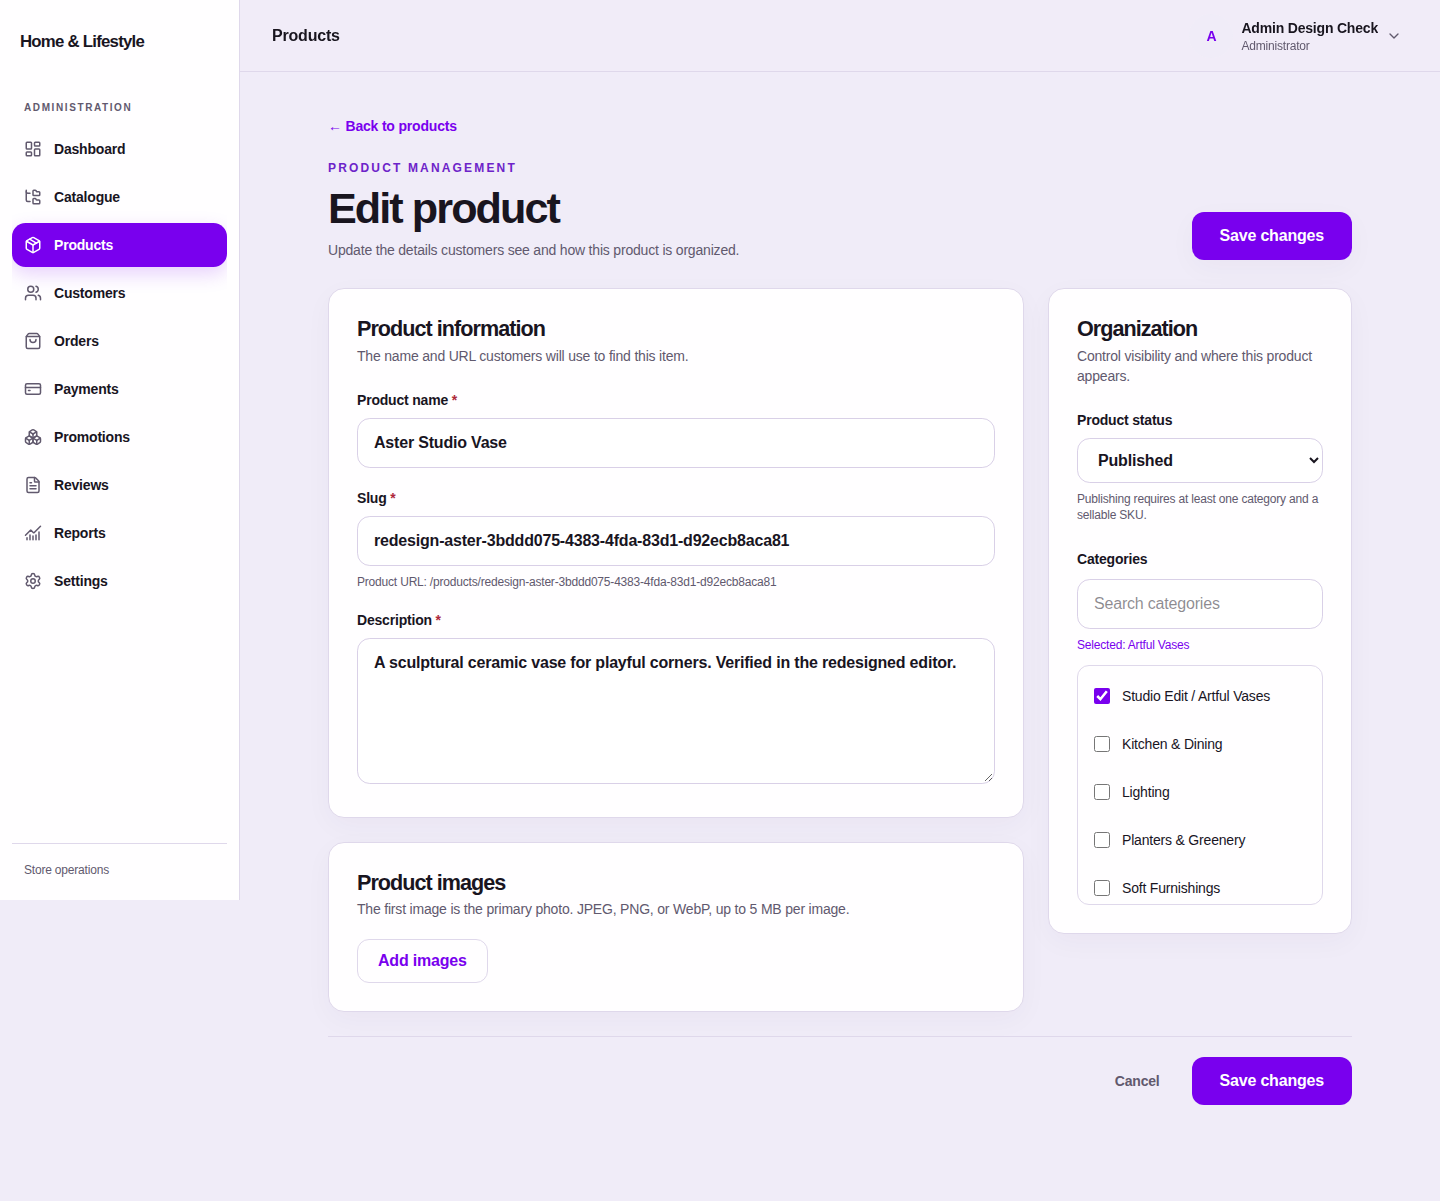 Home & Lifestyle
ADMINISTRATION
Dashboard
Catalogue
Products
Customers
Orders
Payments
Promotions
Reviews
Reports
Settings
Store operations
Products
A
Admin Design Check
Administrator
← Back to products
PRODUCT MANAGEMENT
Edit product
Update the details customers see and how this product is organized.
Save changes
Product information
The name and URL customers will use to find this item.
Product name *
Aster Studio Vase
Slug *
redesign-aster-3bddd075-4383-4fda-83d1-d92ecb8aca81
Product URL: /products/redesign-aster-3bddd075-4383-4fda-83d1-d92ecb8aca81
Description *
A sculptural ceramic vase for playful corners. Verified in the redesigned editor.
Product images
The first image is the primary photo. JPEG, PNG, or WebP, up to 5 MB per image.
Add images
Organization
Control visibility and where this product
appears.
Product status
Published
Publishing requires at least one category and a
sellable SKU.
Categories
Search categories
Selected: Artful Vases
Studio Edit / Artful Vases
Kitchen & Dining
Lighting
Planters & Greenery
Soft Furnishings
Cancel
Save changes